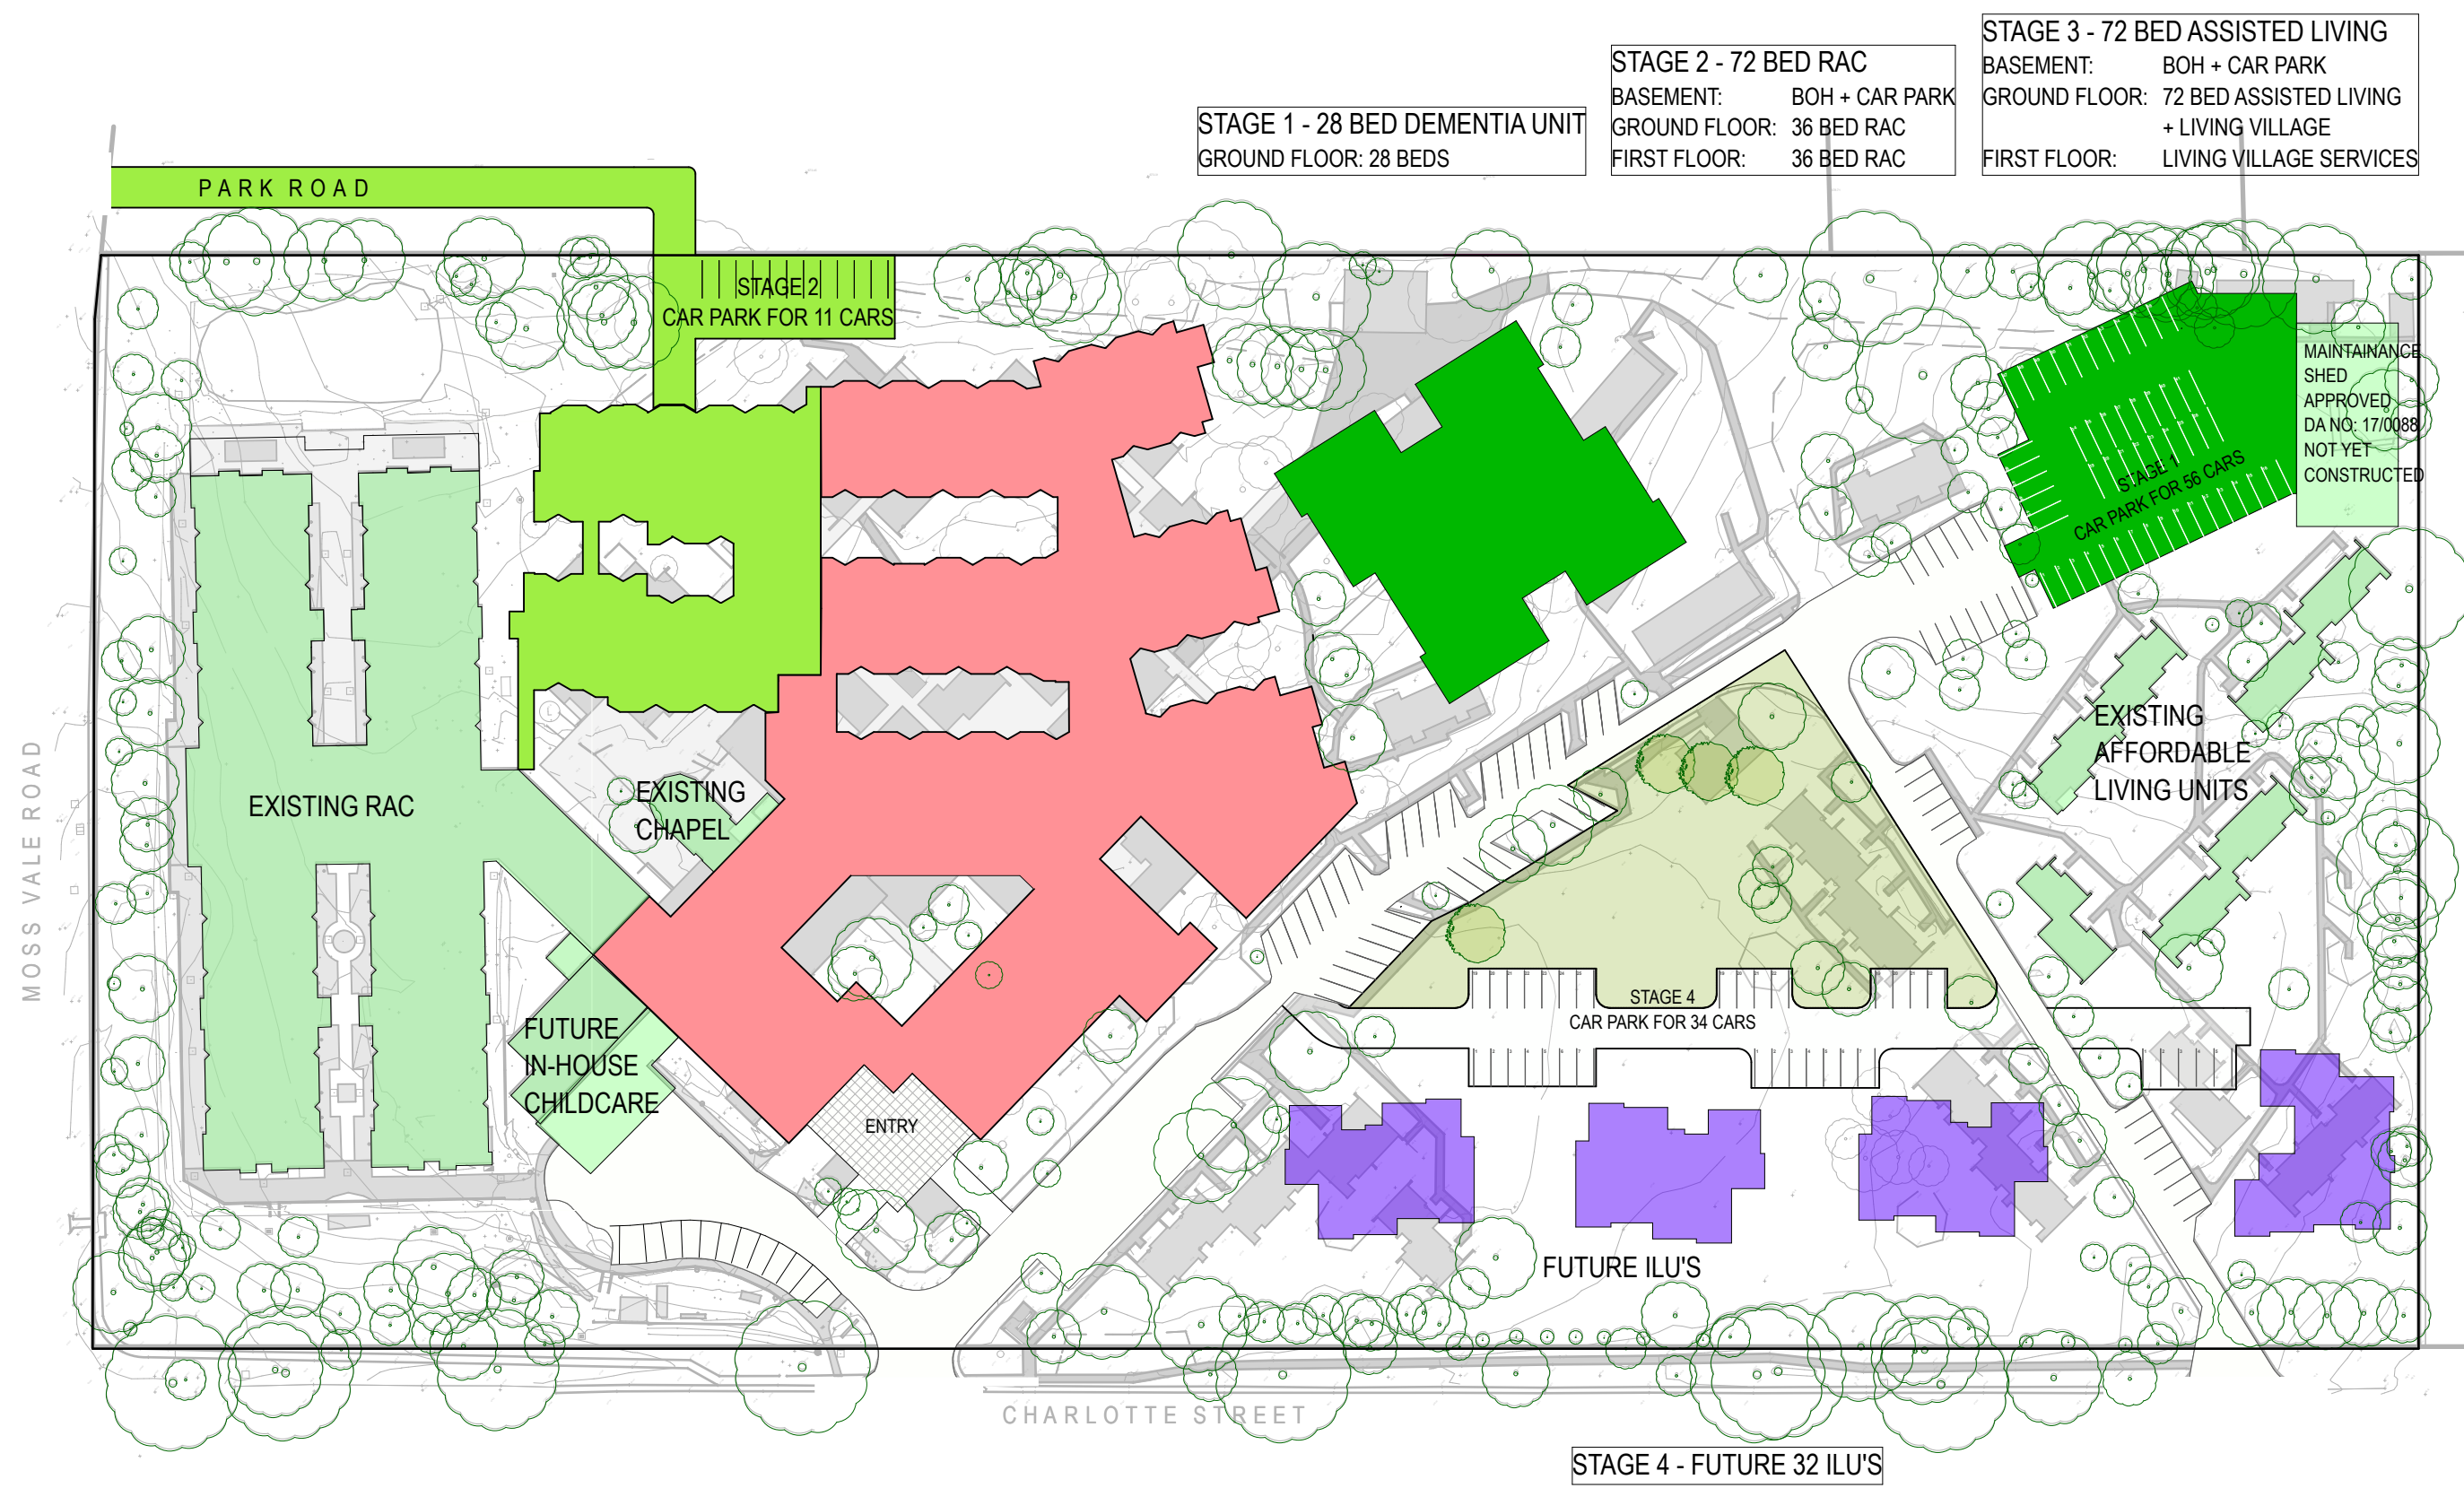 STAGE 3 - 72 BED ASSISTED LIVING
BASEMENT: BOH + CAR PARK
GROUND FLOOR: 72 BED ASSISTED LIVING
+ LIVING VILLAGE
FIRST FLOOR: LIVING VILLAGE SERVICES
STAGE 2 - 72 BED RAC
BASEMENT: BOH + CAR PARK
GROUND FLOOR: 36 BED RAC
FIRST FLOOR: 36 BED RAC
STAGE 1 - 28 BED DEMENTIA UNIT
GROUND FLOOR: 28 BEDS
PARK ROAD
STAGE 2
CAR PARK FOR 11 CARS
MAINTAINANCE
SHED
APPROVED
DA NO: 17/0088
NOT YET
CONSTRUCTED
STAGE 1
CAR PARK FOR 56 CARS
EXISTING
AFFORDABLE
LIVING UNITS
MOSS VALE ROAD
EXISTING RAC
EXISTING
CHAPEL
STAGE 4
CAR PARK FOR 34 CARS
FUTURE
IN-HOUSE
CHILDCARE
ENTRY
FUTURE ILU'S
CHARLOTTE STREET
STAGE 4 - FUTURE 32 ILU'S